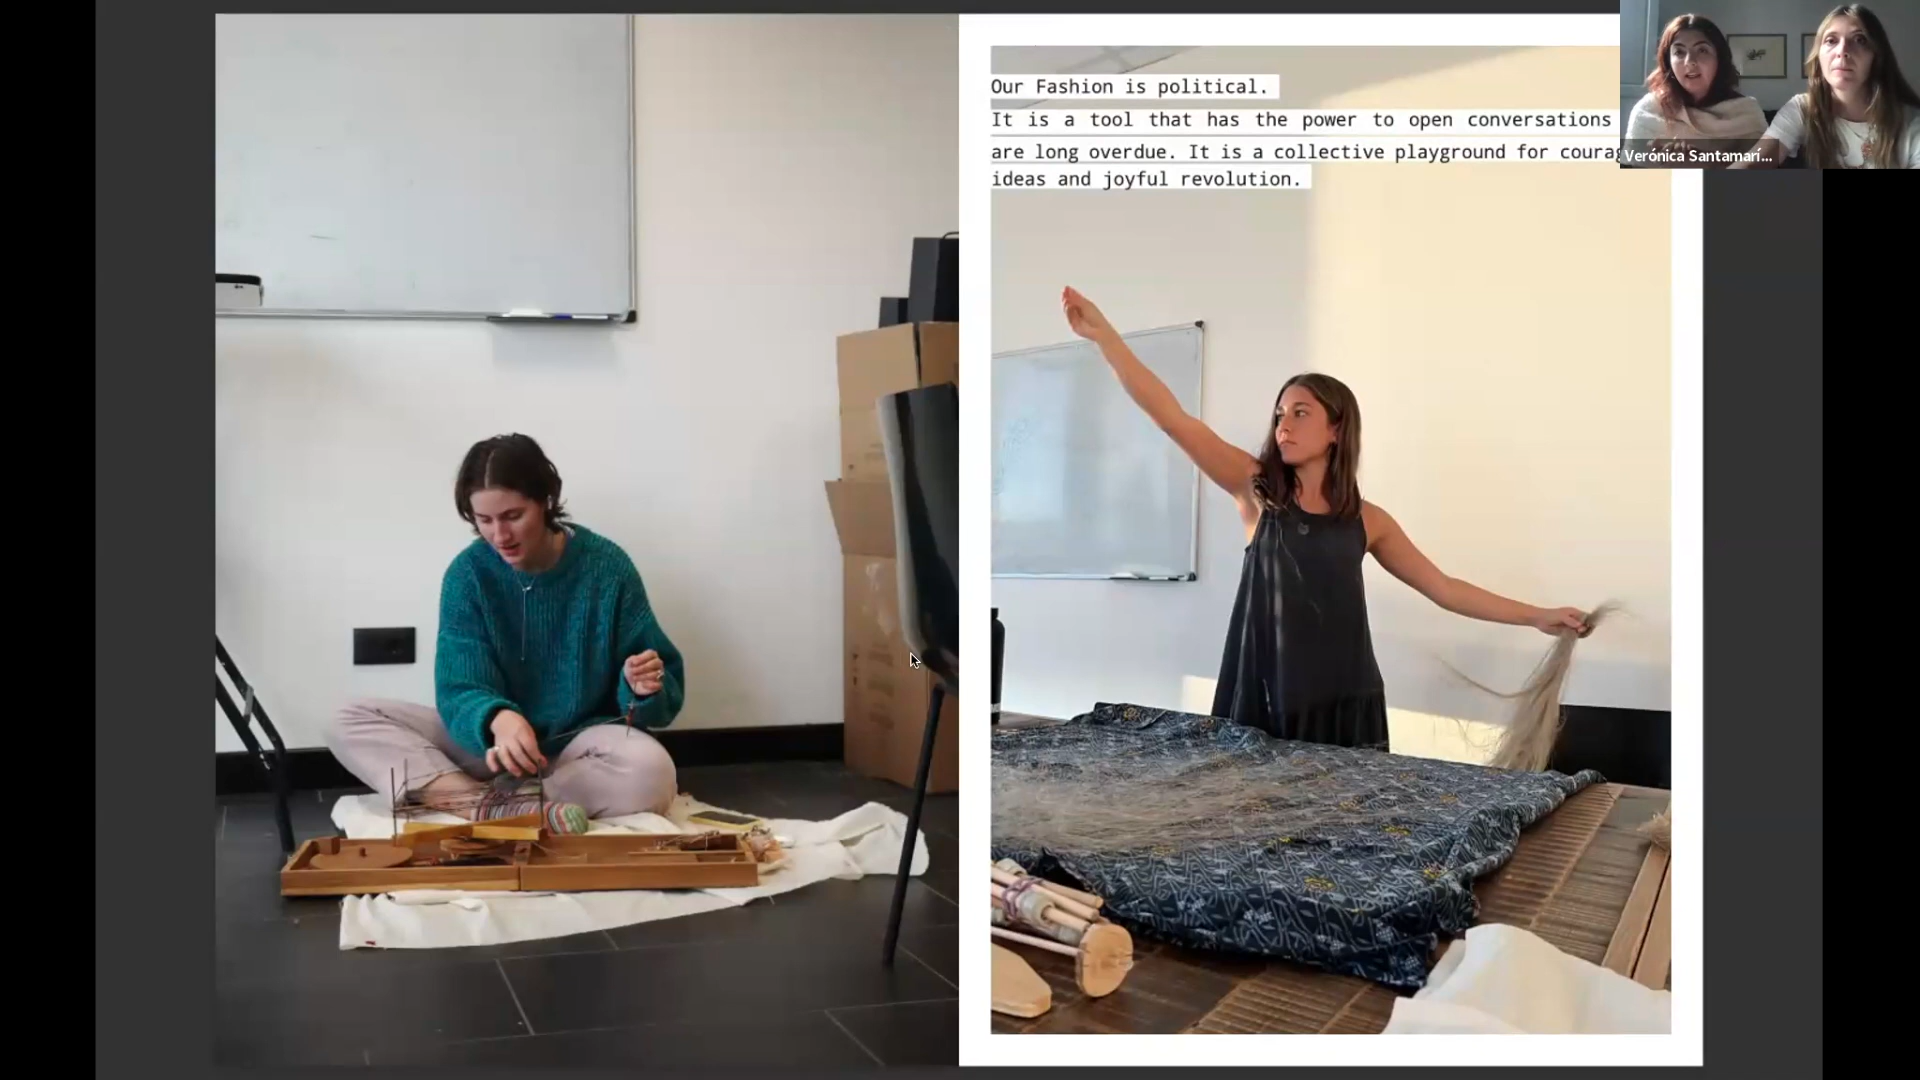 Our Fashion is political.
It is a tool that has the power to open conversations
are long overdue. It is a collective playground for
ideas and joyful revolution.
Verónica Santamarí...